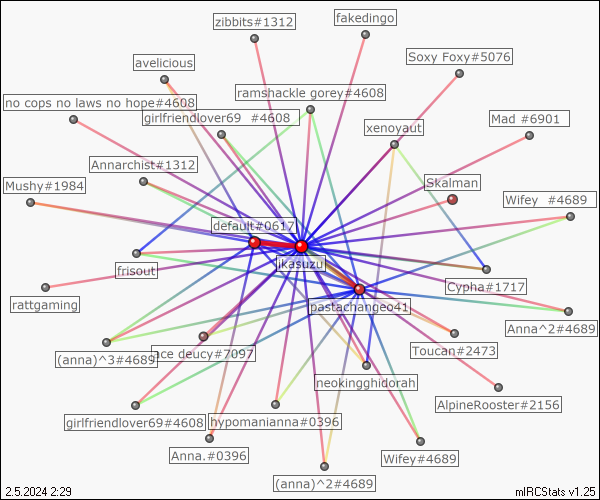 zibbits#1312
fakedingo
Soxy Foxy#5076
avelicious
ramshackle gorey#4608
no cops no laws no hope#4608
girlfriendlover69 #4608
Mad #6901
xenoyaut
Annarchist#1312
Skalman
Mushy#1984
Wifey #4689
default#0617
jkasuzu
frisout
Cypha#1717
rattgaming
pastachangeo41
Anna^2#4689
(anna)^3#4689
ace deucy#7097
Toucan#2473
neokingghidorah
AlpineRooster#2156
girlfriendlover69#4608
hypomanianna#0396
Anna.#0396
Wifey#4689
(anna)^2#4689
2.5.2024 2:29
mIRCStats v1.25